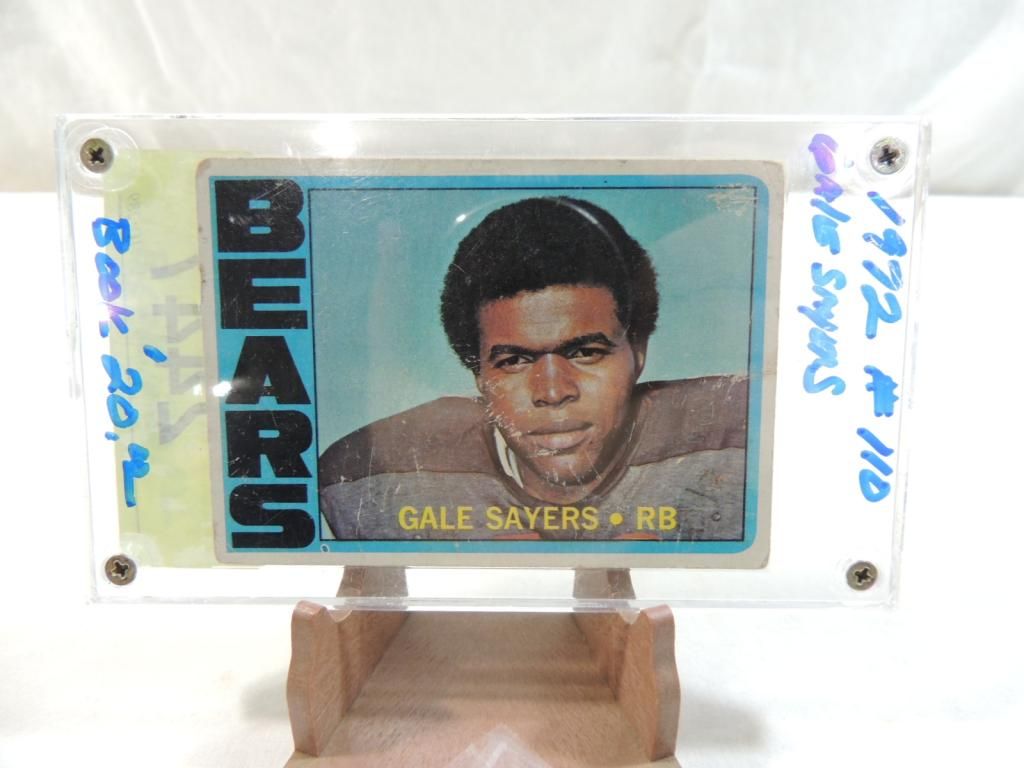 BEARS
GALE SAYERS • RB
1972 # 110
Gale Sayers
Book 20.00